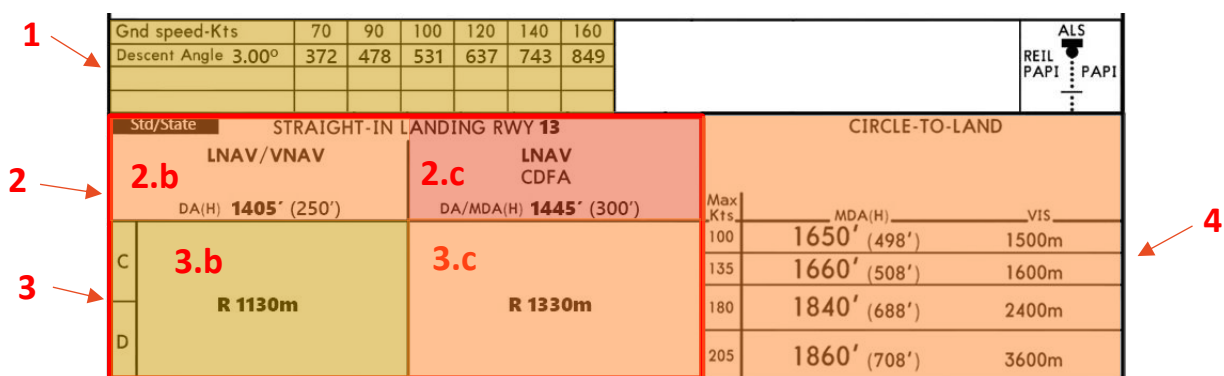 1
Gnd speed-Kts 70 90 100 120 140 160
Descent Angle 3.00º 372 478 531 637 743 849
ALS
REIL
PAPI PAPI
2
Std/State STRAIGHT-IN LANDING RWY 13
LNAV/VNAV
2.b
DA(H) 1405´ (250’)
LNAV
CDFA
2.c
DA/MDA(H) 1445´ (300’)
3
C
D
3.b
R 1130m
3.c
R 1330m
CIRCLE-TO-LAND
Max
Kts MDA(H) VIS
100 1650' (498') 1500m
135 1660' (508') 1600m
180 1840' (688') 2400m
205 1860' (708') 3600m
4